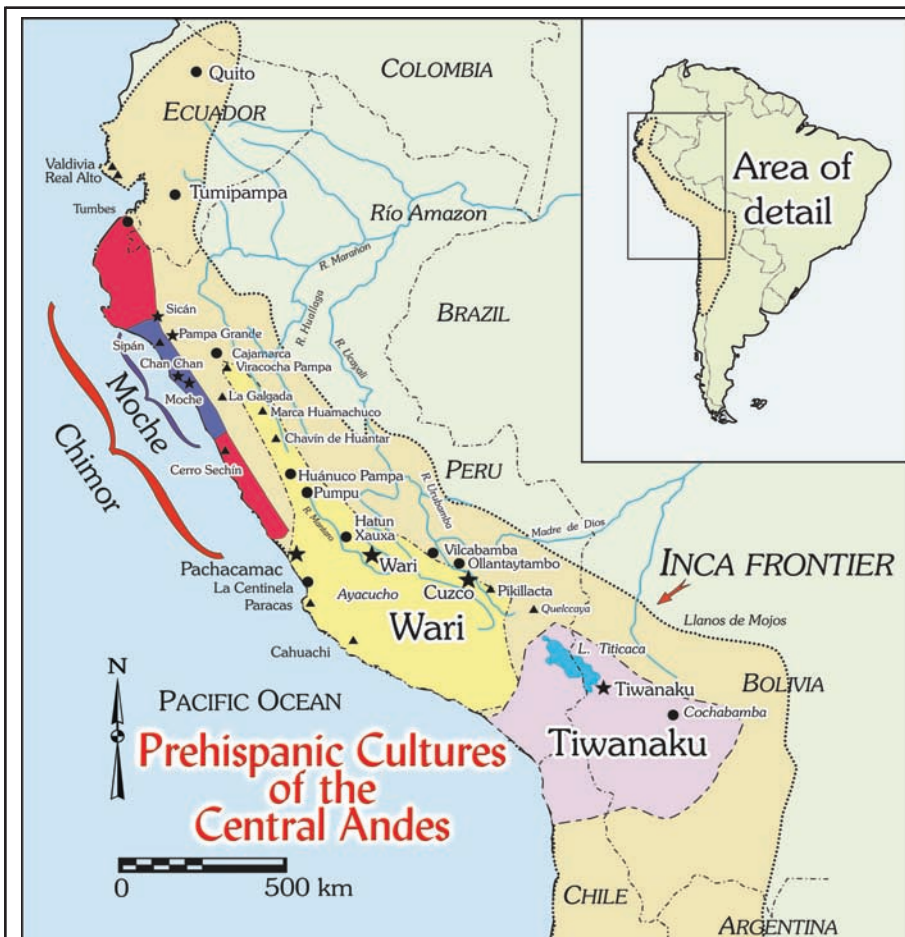 Quito
COLOMBIA
ECUADOR
Valdivia
Real Alto
Tumipampa
Tumbes
Río Amazon
R. Marañon
R. Huallaga
R. Ucayali
BRAZIL
Area of
detail
Sicán
Pampa Grande
Sipán
Cajamarca
Viracocha Pampa
Chan Chan
Moche
La Galgada
Marca Huamachuco
Chavín de Huantar
Cerro Sechín
Moche
Chimor
PERU
Huánuco Pampa
Pumpu
R. Mantaro
R. Urubamba
Hatun
Xauxa
Madre de Dios
Vilcabamba
Ollantaytambo
Pachacamac
Wari
INCA FRONTIER
La Centinela
Cuzco
Pikillacta
Paracas
Ayacucho
Quelccaya
Llanos de Mojos
Wari
Cahuachi
L. Titicaca
N
PACIFIC OCEAN
Tiwanaku
BOLIVIA
Cochabamba
Tiwanaku
Prehispanic Cultures
of the
Central Andes
0 500 km
CHILE
ARGENTINA